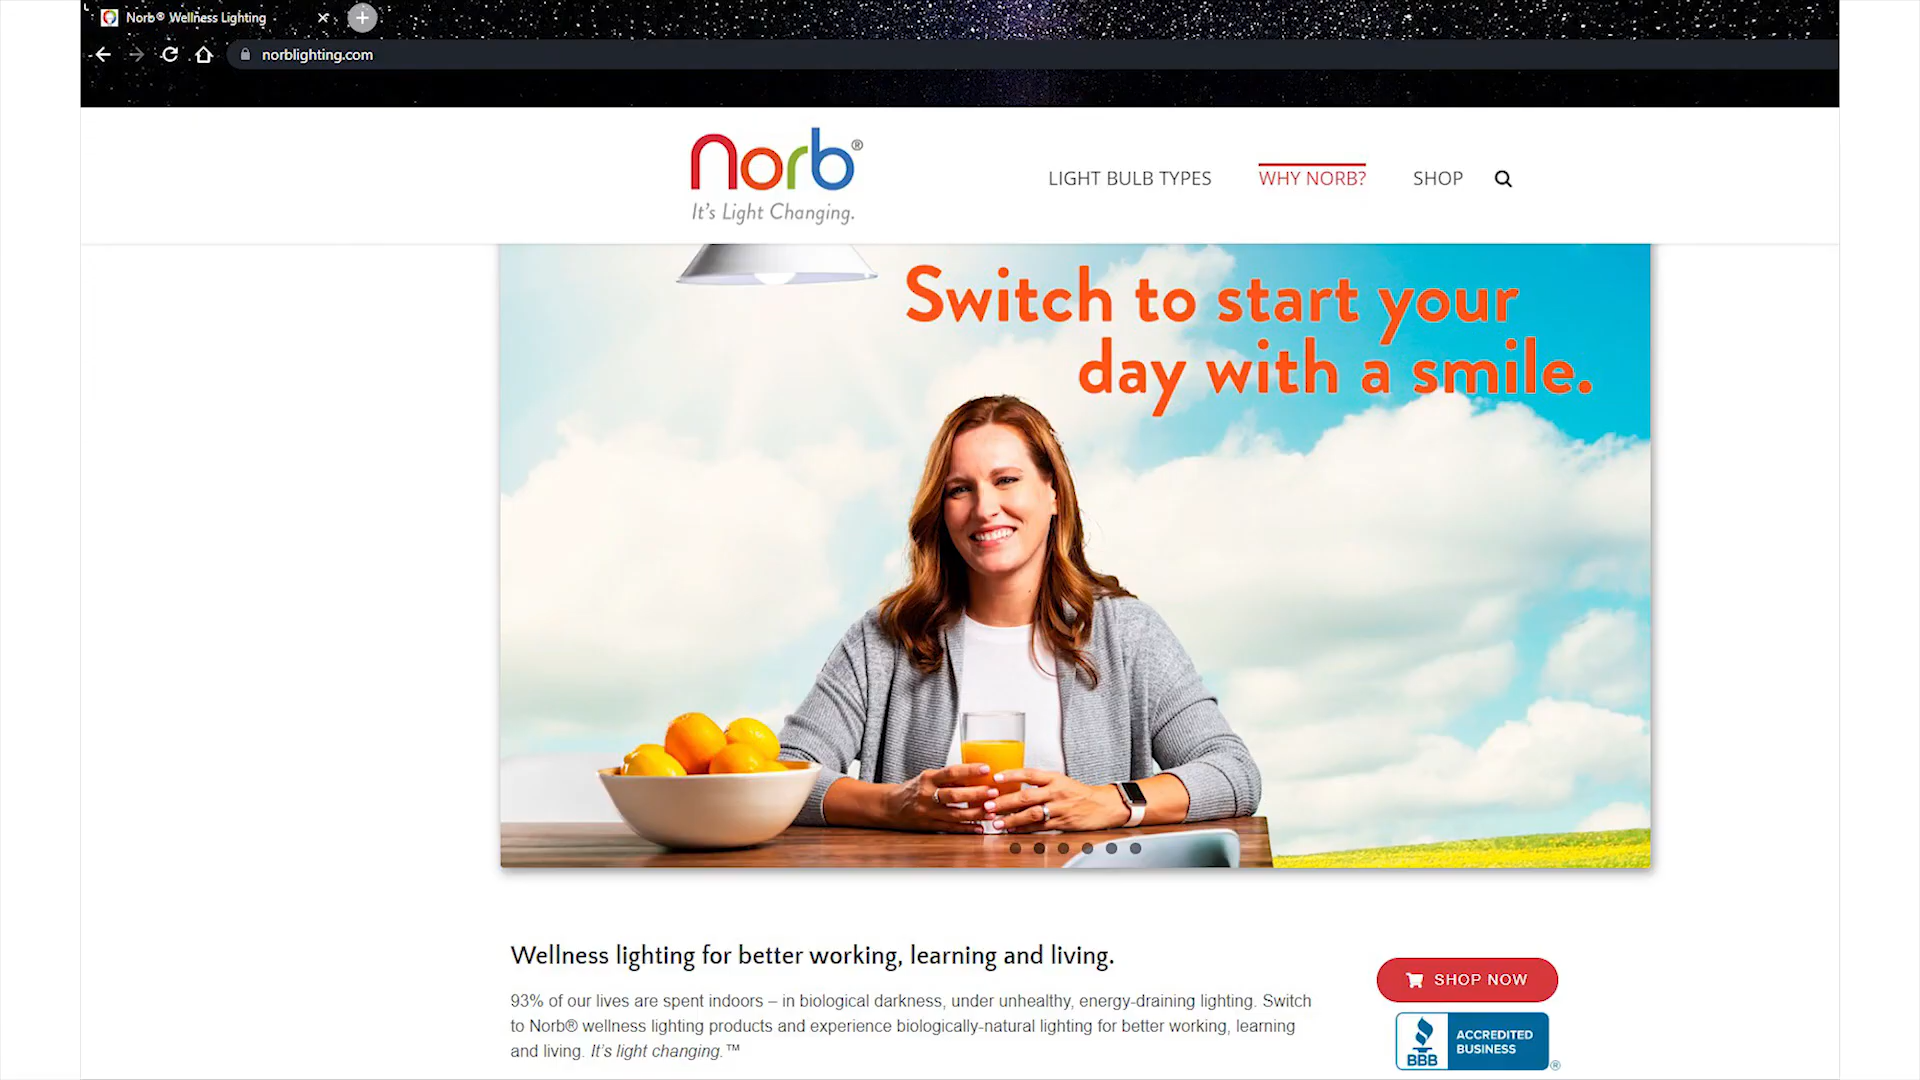 Norb® Wellness Lighting
norblighting.com
norb®
It's Light Changing.
LIGHT BULB TYPES
WHY NORB?
SHOP
Switch to start your
day with a smile.
Wellness lighting for better working, learning and living.
93% of our lives are spent indoors – in biological darkness, under unhealthy, energy-draining lighting. Switch
to Norb® wellness lighting products and experience biologically-natural lighting for better working, learning
and living. It's light changing.™
SHOP NOW
BBB
ACCREDITED
BUSINESS
®